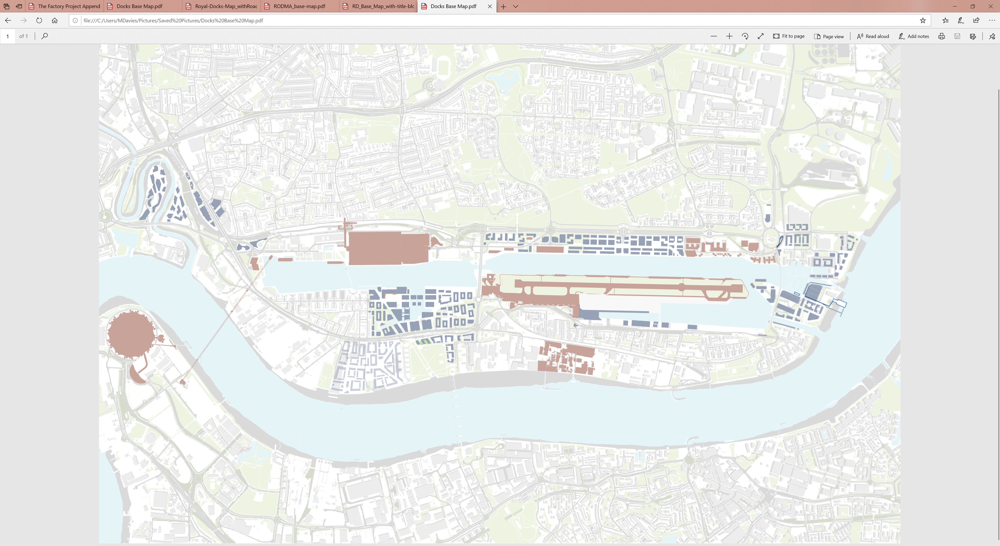 The Factory Project Append
Docks Base Map.pdf
Royal-Docks-Map_withRoad
RODMA_base-map.pdf
RD_Base_Map_with-title-blo
Docks Base Map.pdf
file:///C:/Users/MDavies/Pictures/Saved%20Pictures/Docks%20Base%20Map.pdf
1 of 1
Fit to page
Page view
Read aloud
Add notes